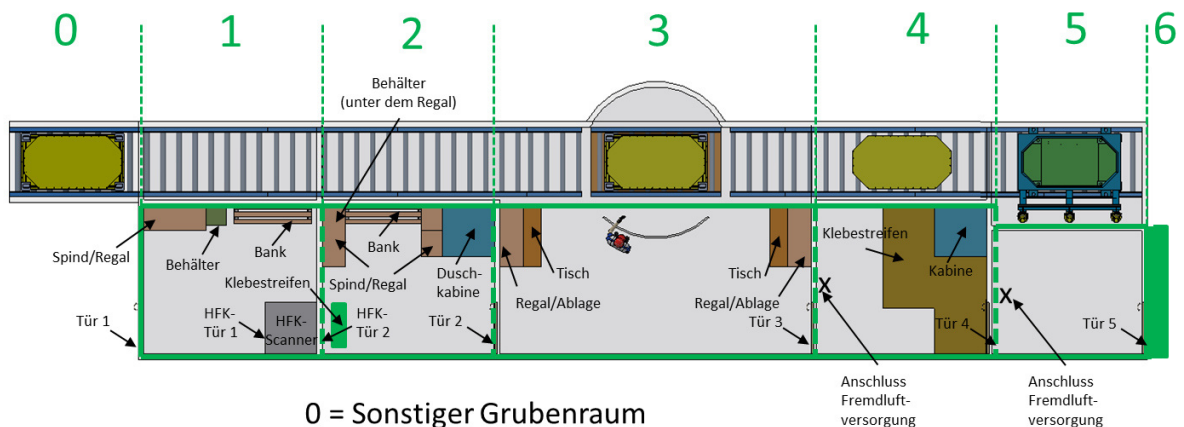 0
1
2
3
4
5
6
Behälter
(unter dem Regal)
Spind/Regal
Behälter
Bank
Klebestreifen
Bank
Spind/Regal
Dusch-
kabine
Tisch
Regal/Ablage
Tisch
Regal/Ablage
Klebestreifen
Kabine
X
X
Tür 1
HFK-
Tür 1
HFK-
Scanner
HFK-
Tür 2
Tür 2
Tür 3
Tür 4
Tür 5
Anschluss
Fremdluft-
versorgung
Anschluss
Fremdluft-
versorgung
0 = Sonstiger Grubenraum